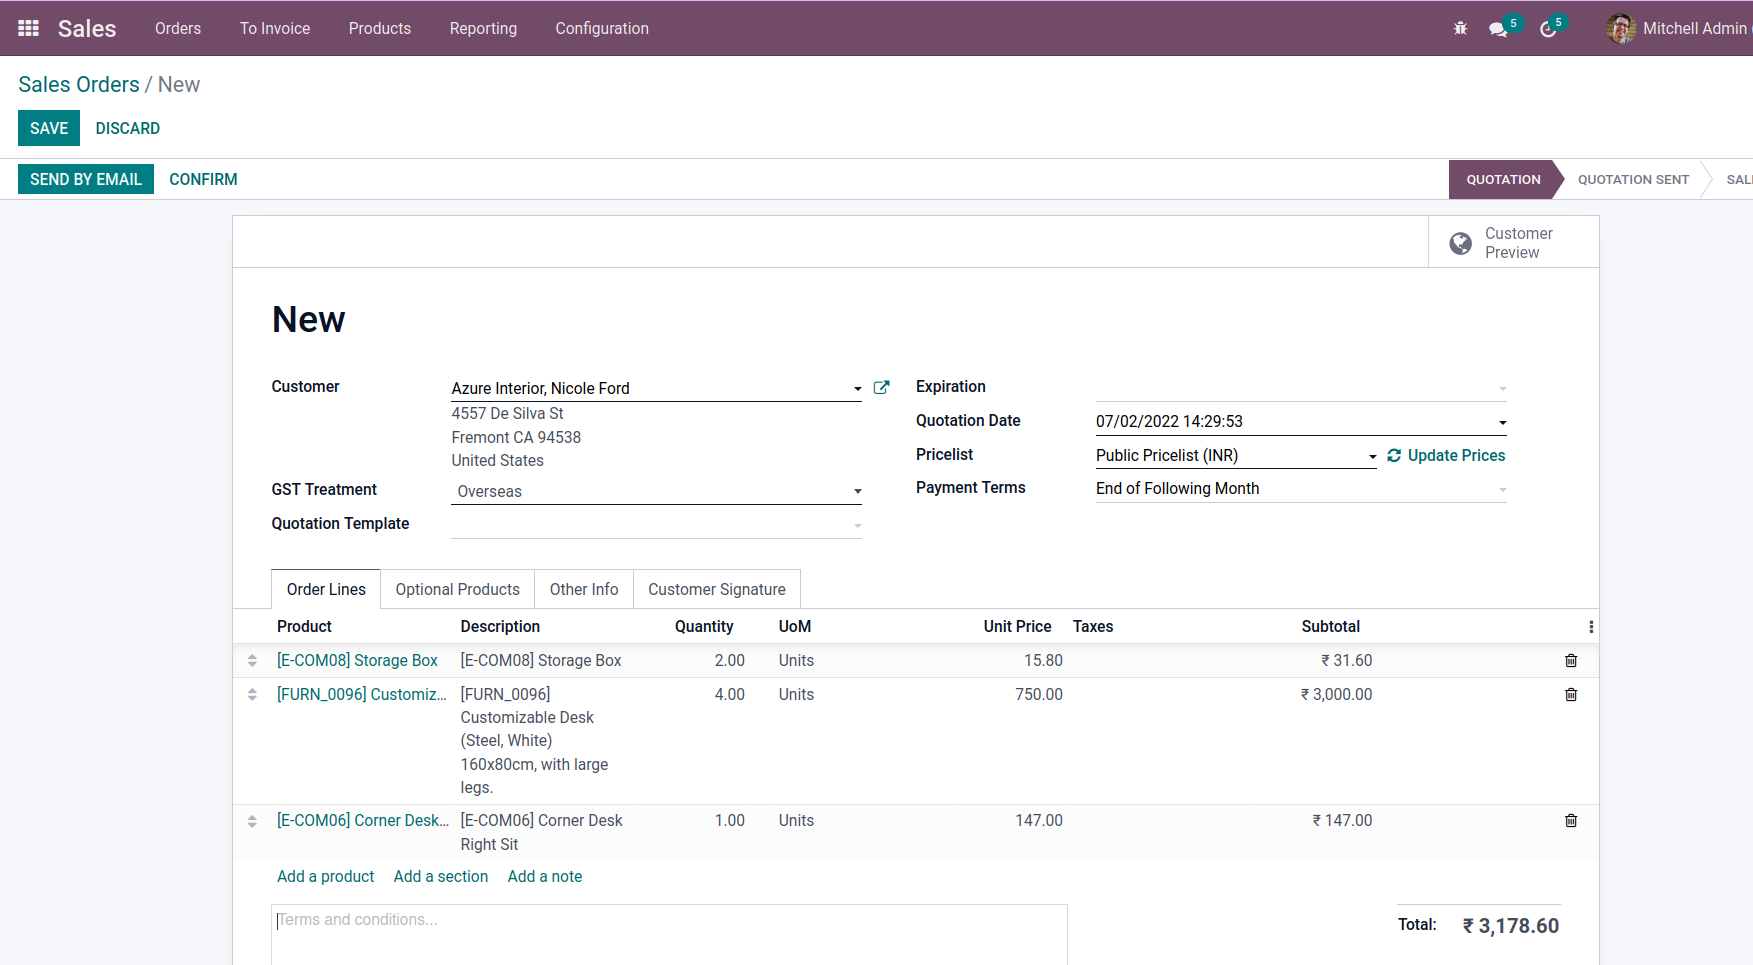 Sales Orders To Invoice Products Reporting Configuration 5 5 Mitchell Admin
Sales Orders / New
SAVE DISCARD
SEND BY EMAIL CONFIRM QUOTATION QUOTATION SENT
Customer
Preview
New
Customer Azure Interior, Nicole Ford Expiration
4557 De Silva St
Fremont CA 94538
United States
Quotation Date 07/02/2022 14:29:53
Pricelist Public Pricelist (INR) Update Prices
GST Treatment Overseas Payment Terms End of Following Month
Quotation Template
Order Lines Optional Products Other Info Customer Signature
Product Description Quantity UoM Unit Price Taxes Subtotal
[E-COM08] Storage Box [E-COM08] Storage Box 2.00 Units 15.80 ₹ 31.60
[FURN_0096] Customiz... [FURN_0096] 4.00 Units 750.00 ₹ 3,000.00
Customizable Desk
(Steel, White)
160x80cm, with large
legs.
[E-COM06] Corner Desk... [E-COM06] Corner Desk 1.00 Units 147.00 ₹ 147.00
Right Sit
Add a product Add a section Add a note
Terms and conditions...
Total: ₹ 3,178.60